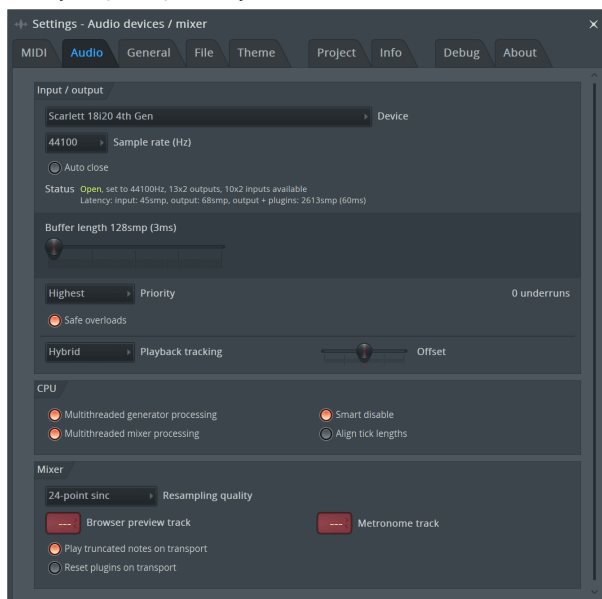 Settings - Audio devices / mixer
MIDI Audio General File Theme Project Info Debug About
Input / output
Scarlett 18i20 4th Gen Device
44100 Sample rate (Hz)
Auto close
Status Open, set to 44100Hz, 13x2 outputs, 10x2 inputs available
Latency: input: 45smp, output: 68smp, output + plugins: 2613smp (60ms)
Buffer length 128smp (3ms)
Highest Priority 0 underruns
Safe overloads
Hybrid Playback tracking Offset
CPU
Multithreaded generator processing Smart disable
Multithreaded mixer processing Align tick lengths
Mixer
24-point sinc Resampling quality
--- Browser preview track --- Metronome track
Play truncated notes on transport
Reset plugins on transport